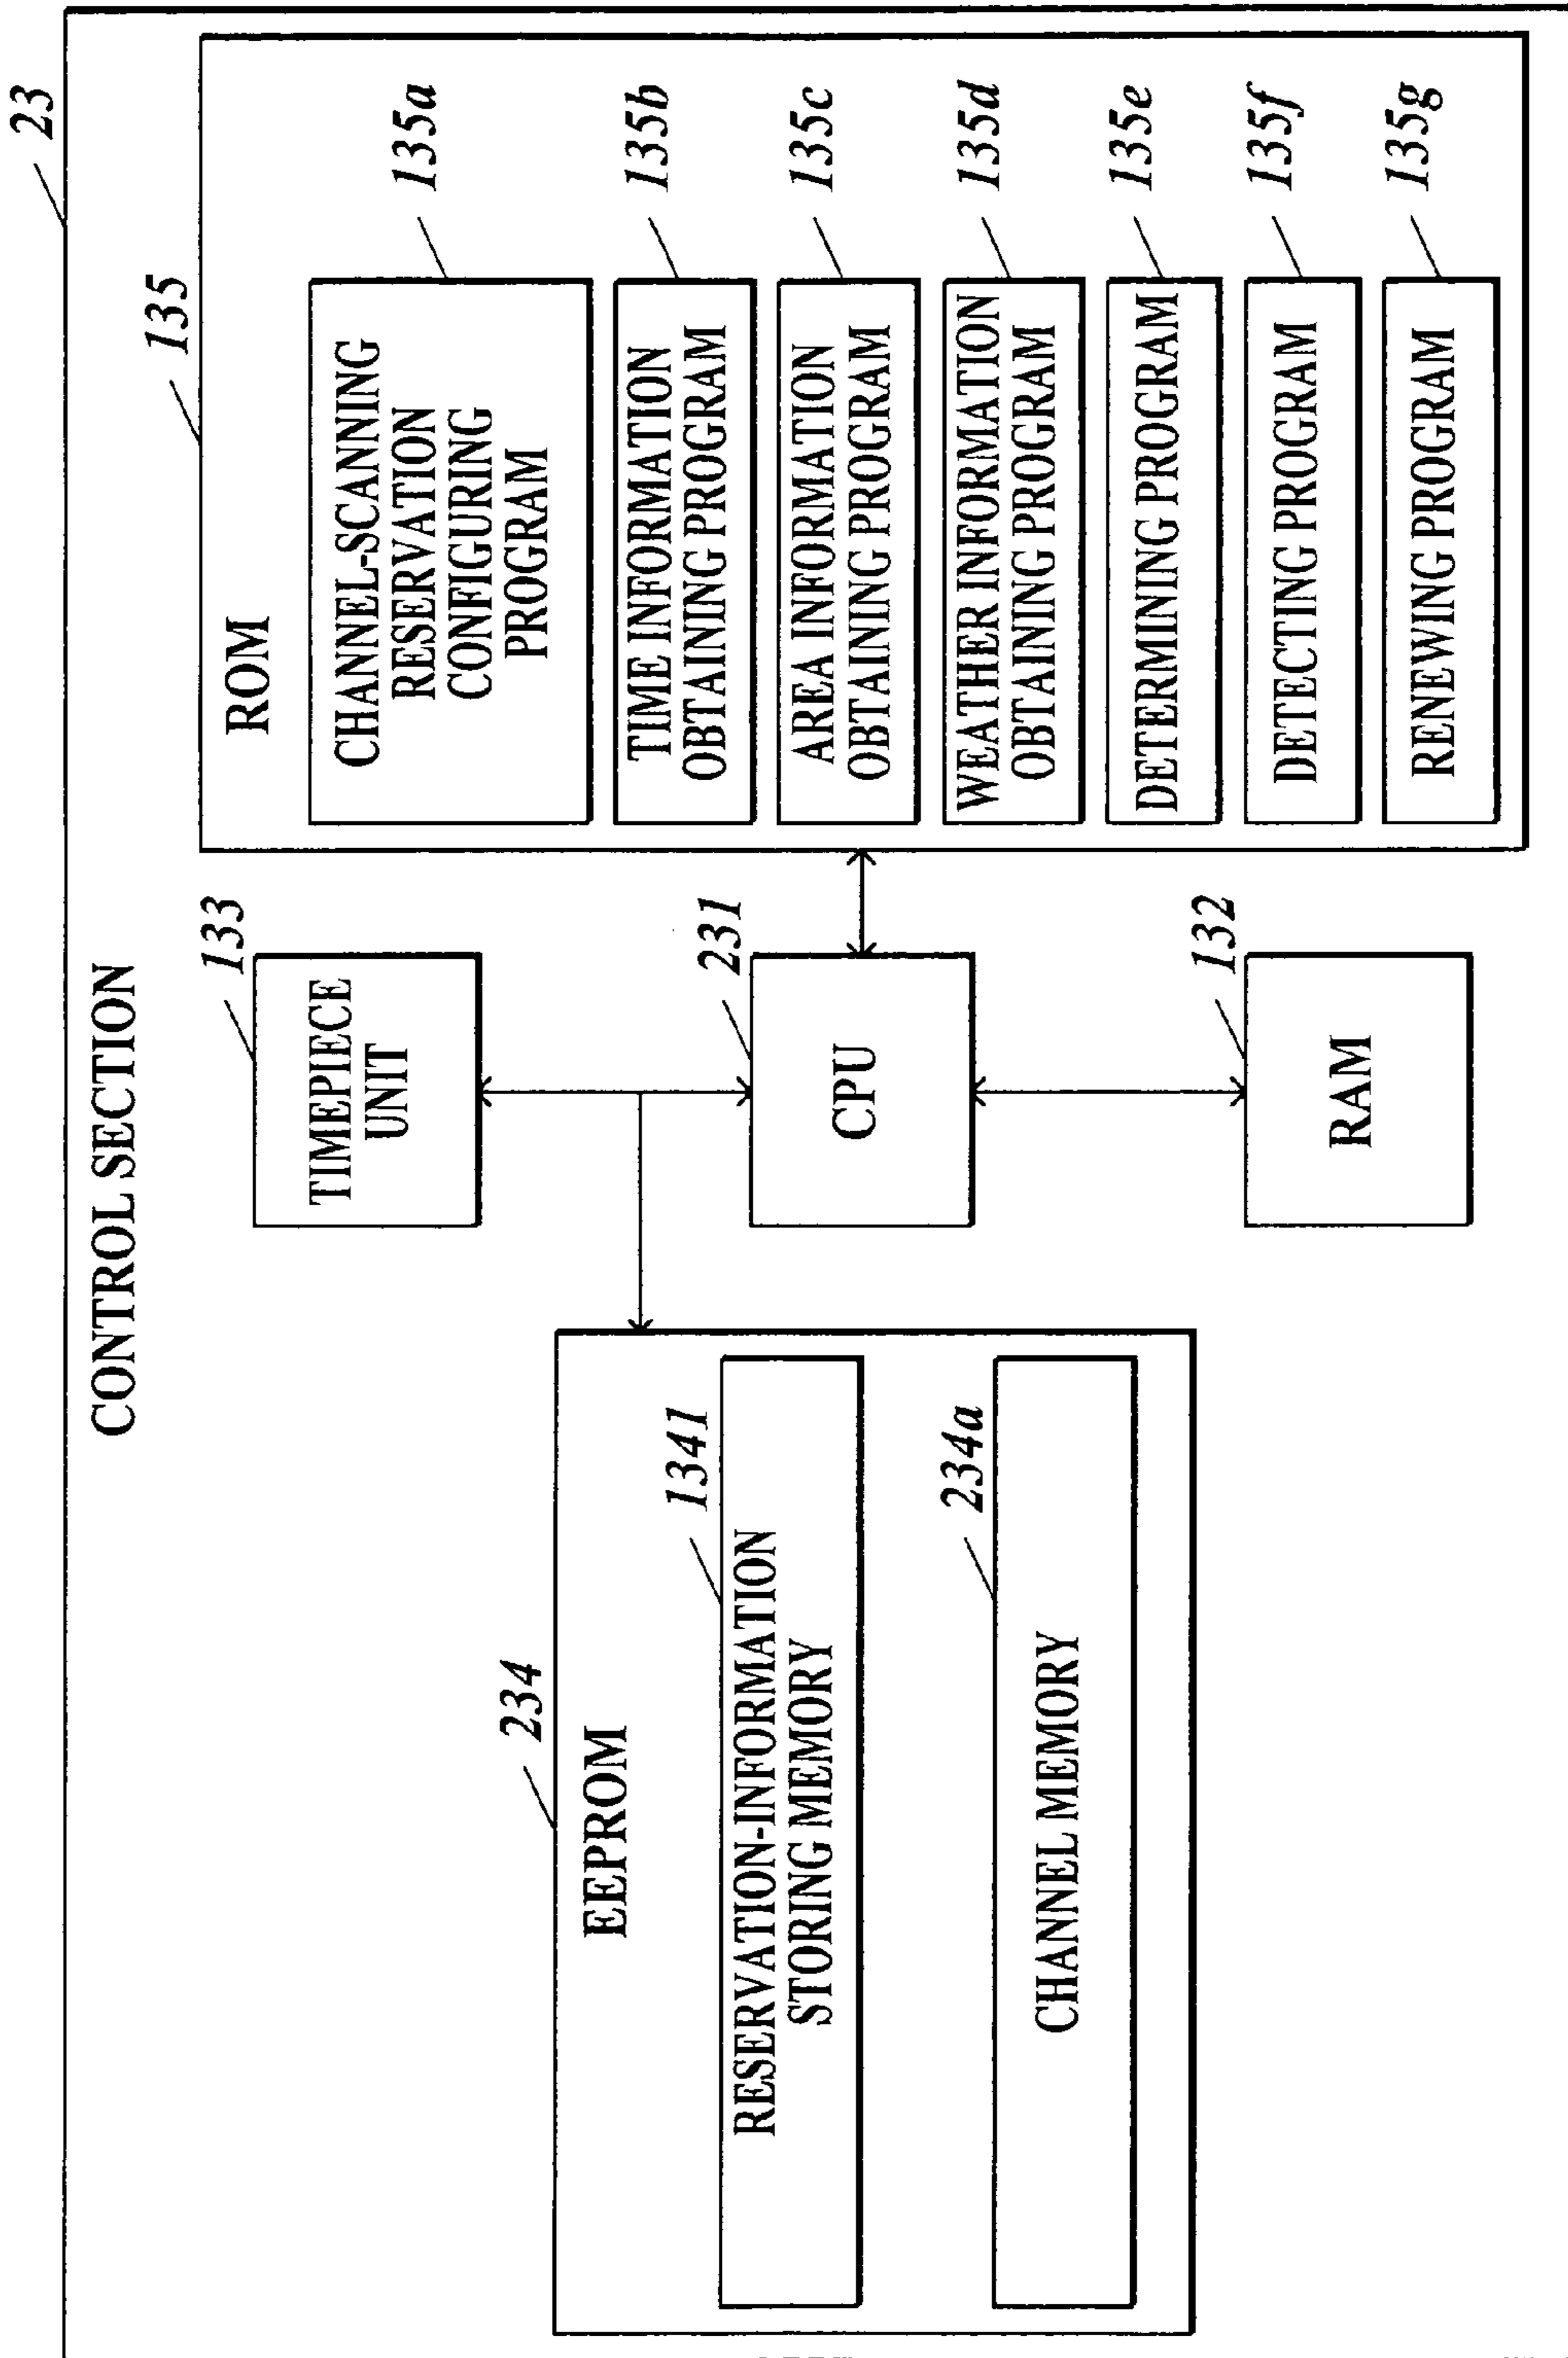 23
CONTROL SECTION
234
EEPROM
1341
RESERVATION-INFORMATION
STORING MEMORY
234a
CHANNEL MEMORY
133
TIMEPIECE
UNIT
231
CPU
132
RAM
135
ROM
CHANNEL-SCANNING
RESERVATION
CONFIGURING
PROGRAM
135a
TIME INFORMATION
OBTAINING PROGRAM
135b
AREA INFORMATION
OBTAINING PROGRAM
135c
WEATHER INFORMATION
OBTAINING PROGRAM
135d
DETERMINING PROGRAM
135e
DETECTING PROGRAM
135f
RENEWING PROGRAM
135g